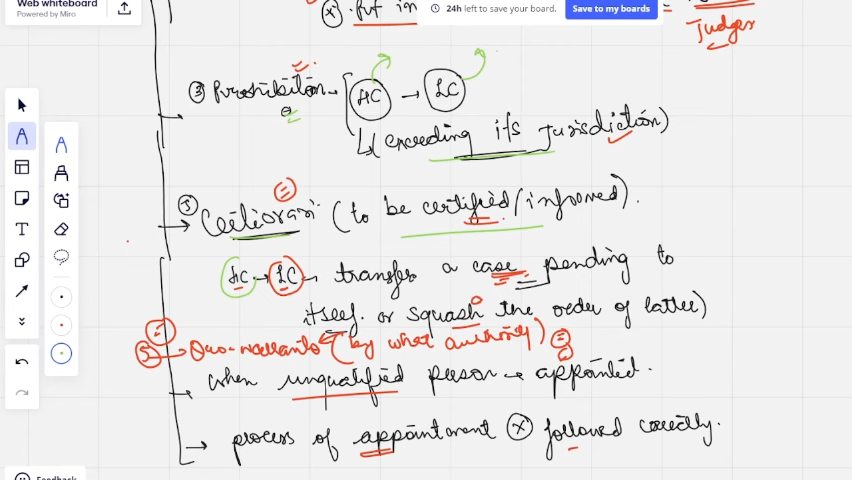 Web whiteboard
Powered by Miro
24h left to save your board.
Save to my boards
(x) . Put in
Judges
③ Prohibition → HC → LC
↳ (exceeding its jurisdiction)
⑤ Certiorari (to be certified/informed).
HC → LC → transfer a case pending to
itself. or squash the order of latter)
⑤ → Quo-warranto (by what authority)
→ when unqualified person → appointed.
→ process of appointment (x) followed correctly.
Feedback